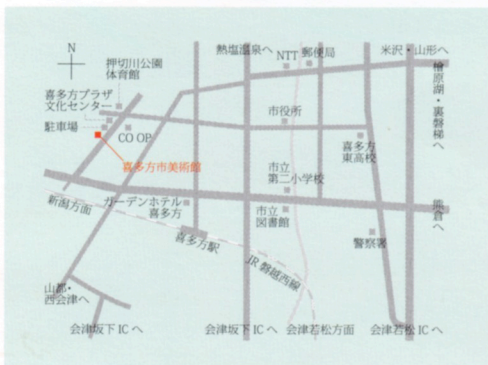 N
熱塩温泉へ
NTT
郵便局
米沢・山形へ
檜原湖・裏磐梯へ
押切川公園
体育館
喜多方プラザ
文化センター
駐車場
CO OP
喜多方市美術館
市役所
喜多方
東高校
市立
第二小学校
新潟方面
ガーデンホテル
喜多方
市立
図書館
熊倉へ
喜多方駅
JR磐越西線
警察署
山都・
西会津へ
会津坂下 IC へ
会津坂下 IC へ
会津若松方面
会津若松 IC へ